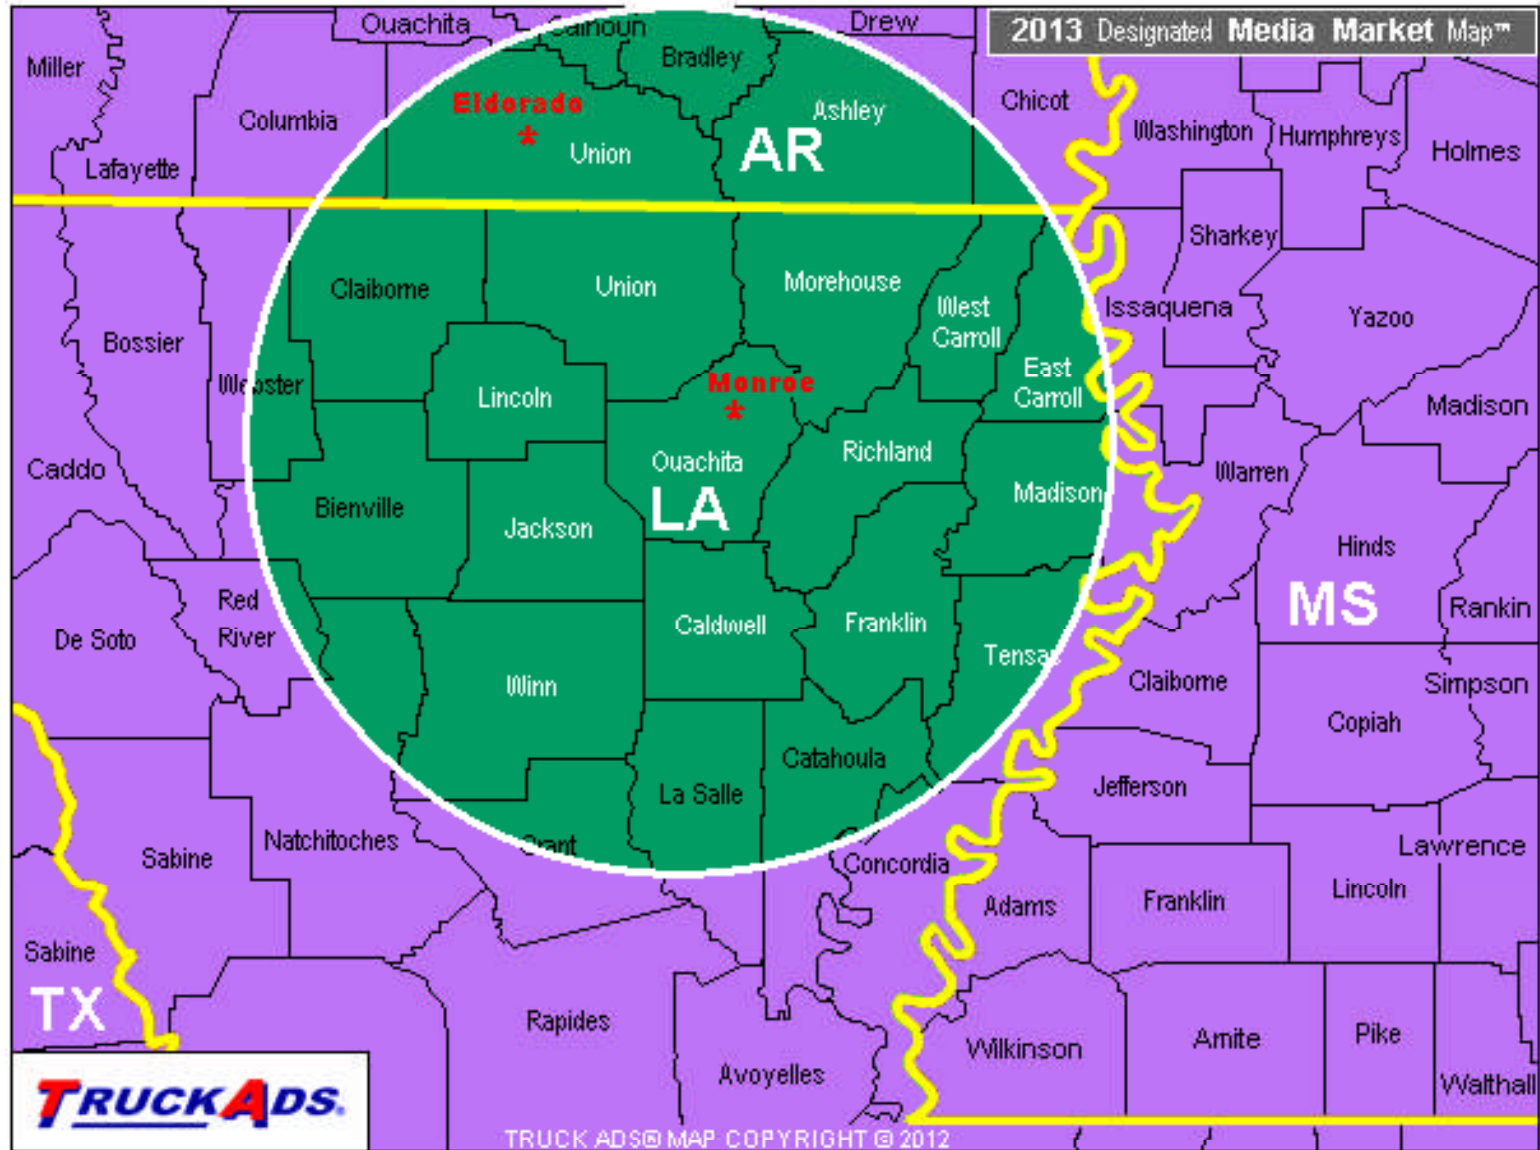 2013 Designated Media Market Map™
Ouachita
Calhoun
Drew
Miller
Bradley
Columbia
Eldorado
*
Ashley
Chicot
Washington
Humphreys
Holmes
Lafayette
Union
AR
Sharkey
Claiborne
Union
Morehouse
West
Carroll
Issaquena
Yazoo
Bossier
Webster
Lincoln
Monroe
*
East
Carroll
Madison
Caddo
Ouachita
Richland
Warren
Bienville
Jackson
LA
Madison
Hinds
Red
River
De Soto
Caldwell
Franklin
Tensas
MS
Rankin
Winn
Claiborne
Simpson
Copiah
Catahoula
La Salle
Jefferson
Natchitoches
Sabine
Grant
Concordia
Lawrence
Adams
Franklin
Lincoln
Sabine
TX
Rapides
Avoyelles
Wilkinson
Amite
Pike
Walthall
TRUCKADS.
TRUCK ADS® MAP COPYRIGHT © 2012